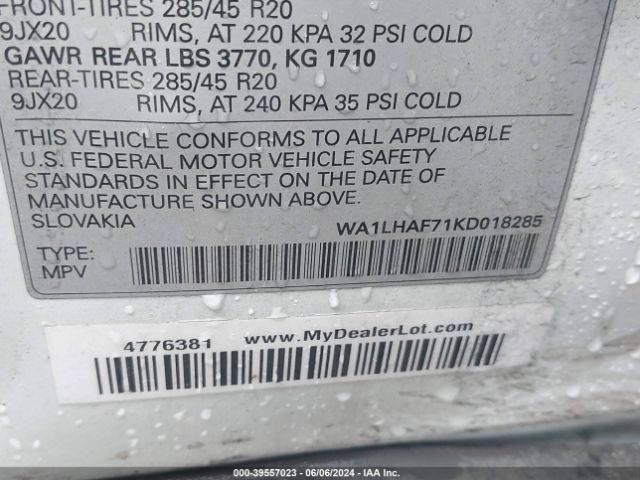 FRONT-TIRES 285/45 R20
9JX20 RIMS, AT 220 KPA 32 PSI COLD
GAWR REAR LBS 3770, KG 1710
REAR-TIRES 285/45 R20
9JX20 RIMS, AT 240 KPA 35 PSI COLD
THIS VEHICLE CONFORMS TO ALL APPLICABLE
U.S. FEDERAL MOTOR VEHICLE SAFETY
STANDARDS IN EFFECT ON THE DATE OF
MANUFACTURE SHOWN ABOVE.
SLOVAKIA WA1LHAF71KD018285
TYPE:
MPV
4776381 www.MyDealerLot.com
000-39557023 - 06/06/2024 - IAA Inc.